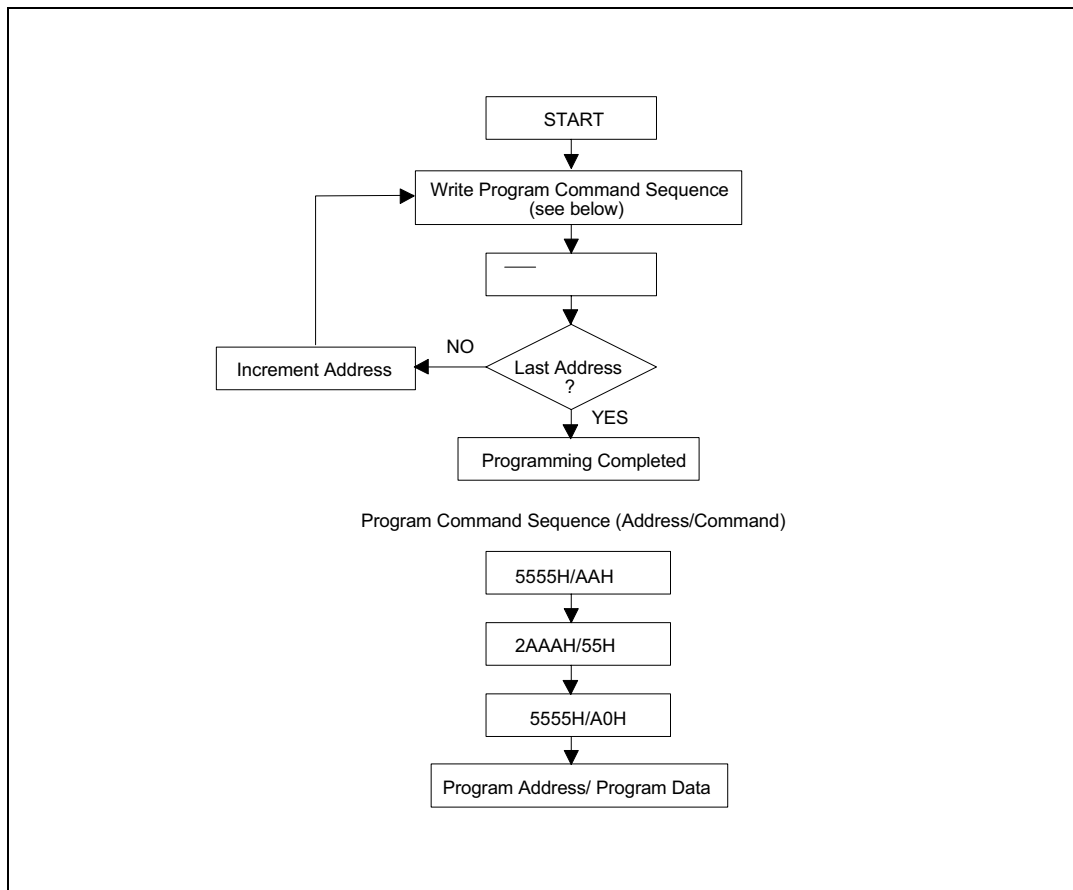 START
Write Program Command Sequence
(see below)
NO
Increment Address
Last Address
?
YES
Programming Completed
Program Command Sequence (Address/Command)
5555H/AAH
2AAAH/55H
5555H/A0H
Program Address/ Program Data